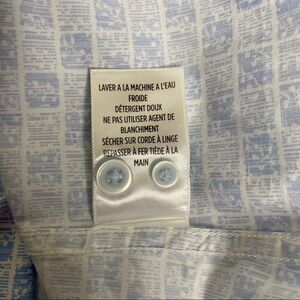 LAVER A LA MACHINE A L'EAU
FROIDE
DÉTERGENT DOUX
NE PAS UTILISER AGENT DE
BLANCHIMENT
SÉCHER SUR CORDE À LINGE
REPASSER À FER TIÈDE À LA
MAIN